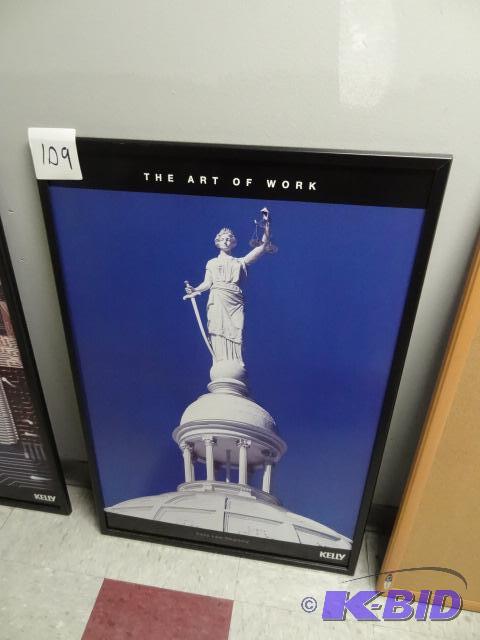 109
THE ART OF WORK
KELLY
KELLY
© K-BID